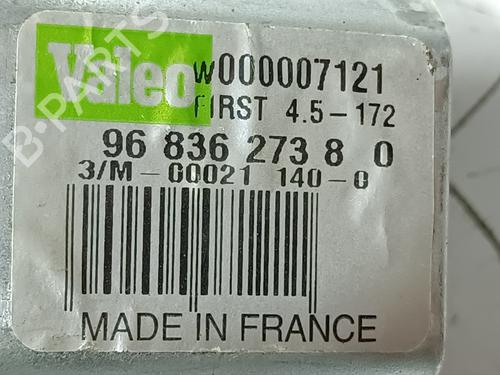 Valeo
W000007121
FIRST 4.5-172
96 836 273 8 0
3/M-00021 140-0
MADE IN FRANCE
B-PARTS